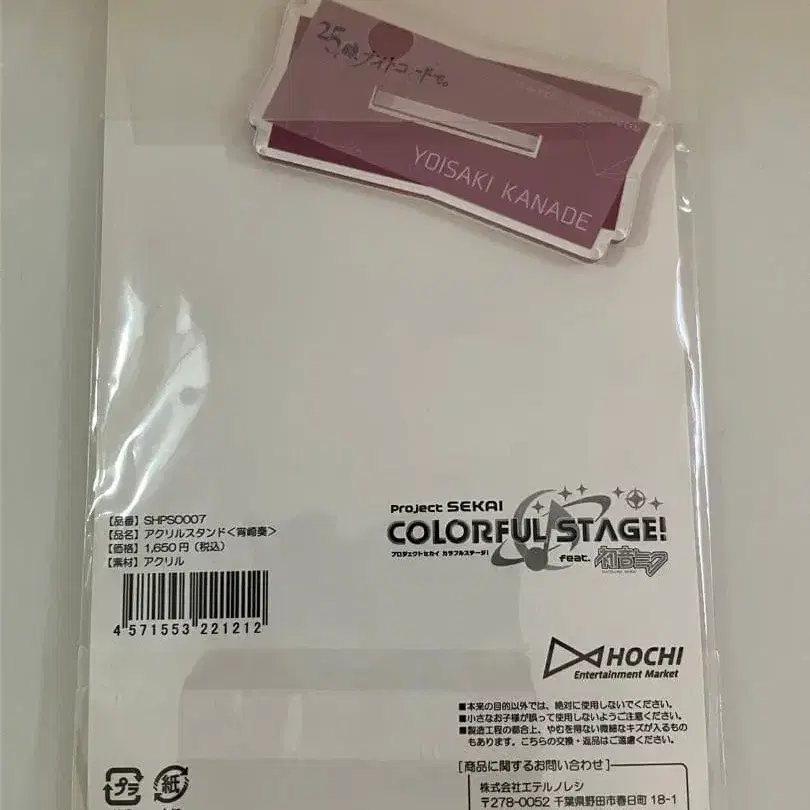 25時、ナイトコードで。
YOISAKI KANADE
【品番】SHPS0007
【品名】アクリルスタンド<宵崎奏>
【価格】1,650円(税込)
【素材】アクリル
4 571553 221212
Project SEKAI
COLORFUL STAGE!
プロジェクトセカイ カラフルステージ!
feat. 初音ミク
HATSUNE MIKU
HOCHI
Entertainment Market
■本来の目的以外では、絶対に使用しないでください。
■小さなお子様が誤って使用しないようご注意ください。
■製造工程の都合上、やむを得ない微細なキズが入るもの
もあります。こちらの交換・返品はご遠慮ください。
[商品に関するお問い合わせ]
株式会社エテルノレシ
〒278-0052 千葉県野田市春日町 18-1
プラ
紙